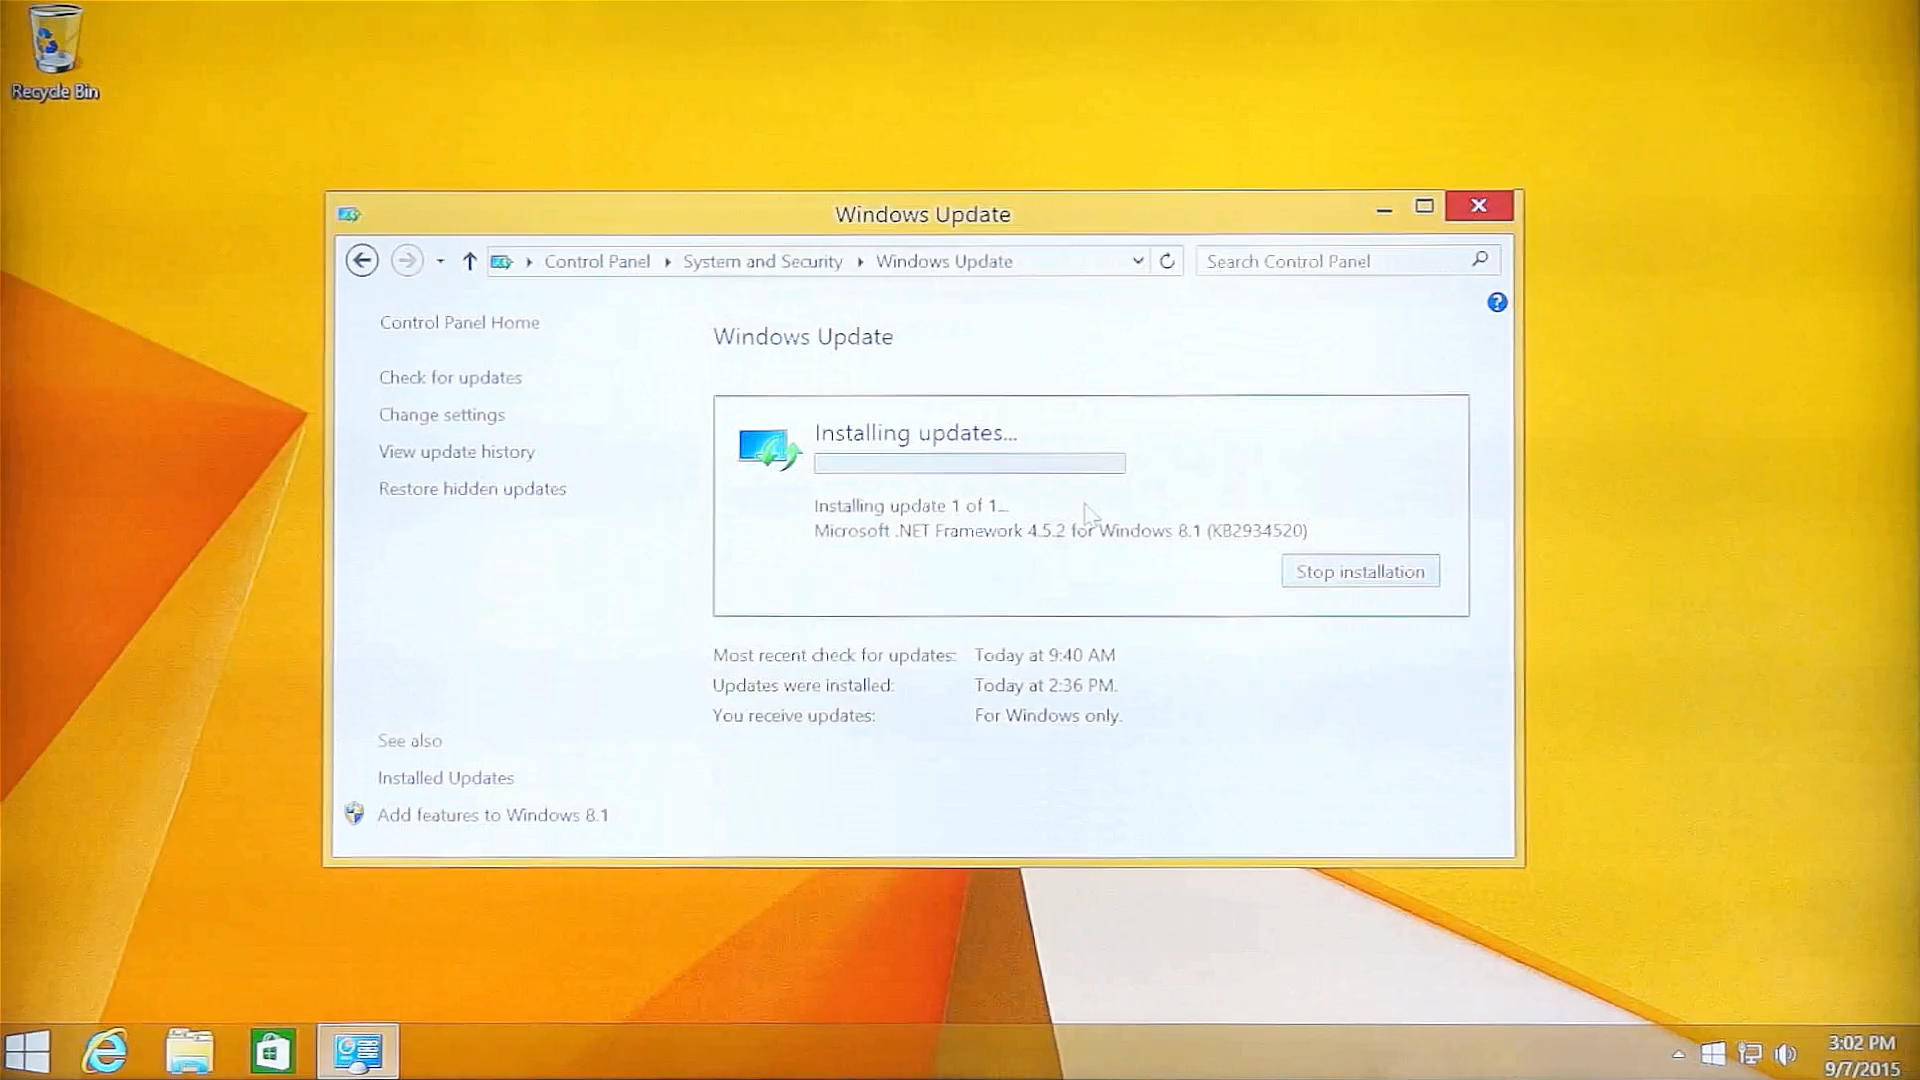 Recycle Bin
Windows Update
Control Panel
System and Security
Windows Update
Search Control Panel
Control Panel Home
Check for updates
Change settings
View update history
Restore hidden updates
See also
Installed Updates
Add features to Windows 8.1
Windows Update
Installing updates...
Installing update 1 of 1...
Microsoft .NET Framework 4.5.2 for Windows 8.1 (KB2934520)
Stop installation
Most recent check for updates: Today at 9:40 AM
Updates were installed: Today at 2:36 PM.
You receive updates: For Windows only.
3:02 PM
9/7/2015